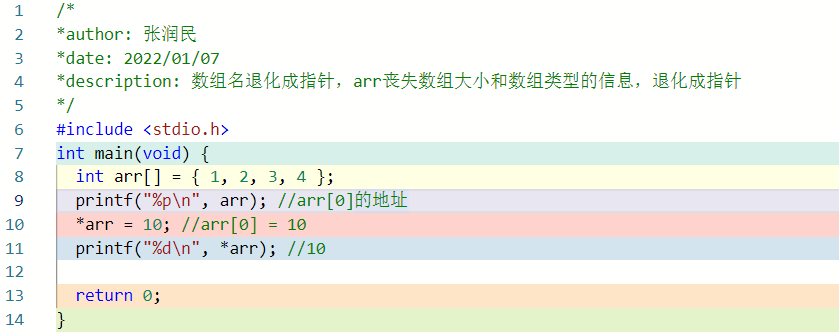 1 /*
2 *author: 张润民
3 *date: 2022/01/07
4 *description: 数组名退化成指针，arr丧失数组大小和数组类型的信息，退化成指针
5 */
6 #include <stdio.h>
7 int main(void) {
8 int arr[] = { 1, 2, 3, 4 };
9 printf("%p\n", arr); //arr[0]的地址
10 *arr = 10; //arr[0] = 10
11 printf("%d\n", *arr); //10
12
13 return 0;
14 }